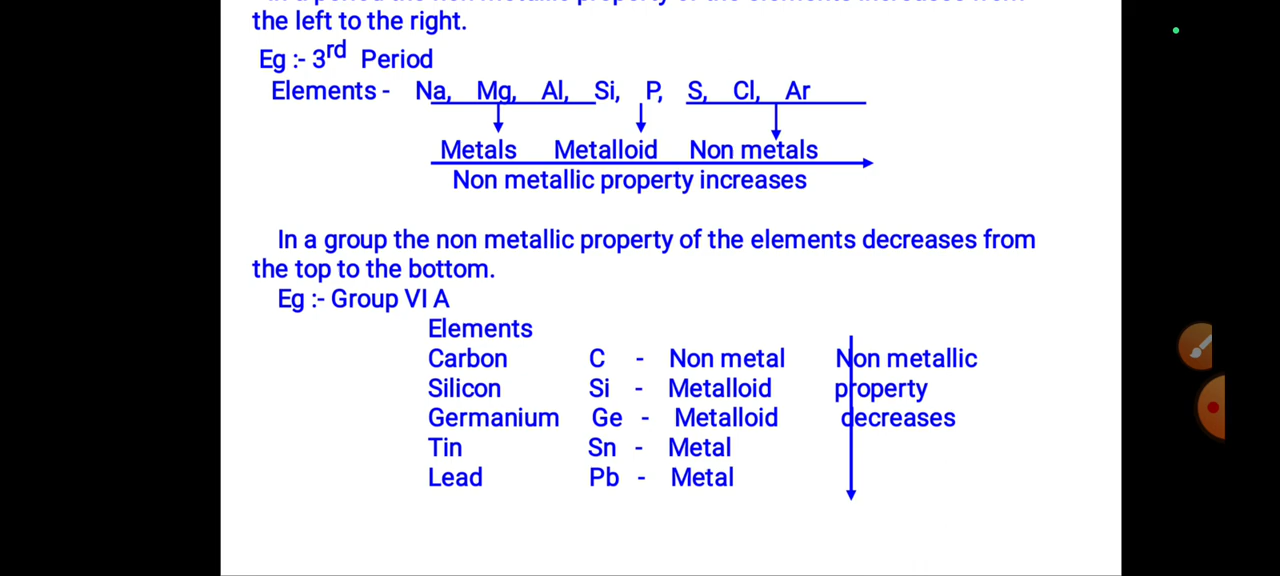 the left to the right.
Eg :- 3rd Period
Elements - Na, Mg, Al, Si, P, S, Cl, Ar
Metals Metalloid Non metals
Non metallic property increases
In a group the non metallic property of the elements decreases from
the top to the bottom.
Eg :- Group VI A
Elements
Carbon C - Non metal Non metallic
Silicon Si - Metalloid property
Germanium Ge - Metalloid decreases
Tin Sn - Metal
Lead Pb - Metal